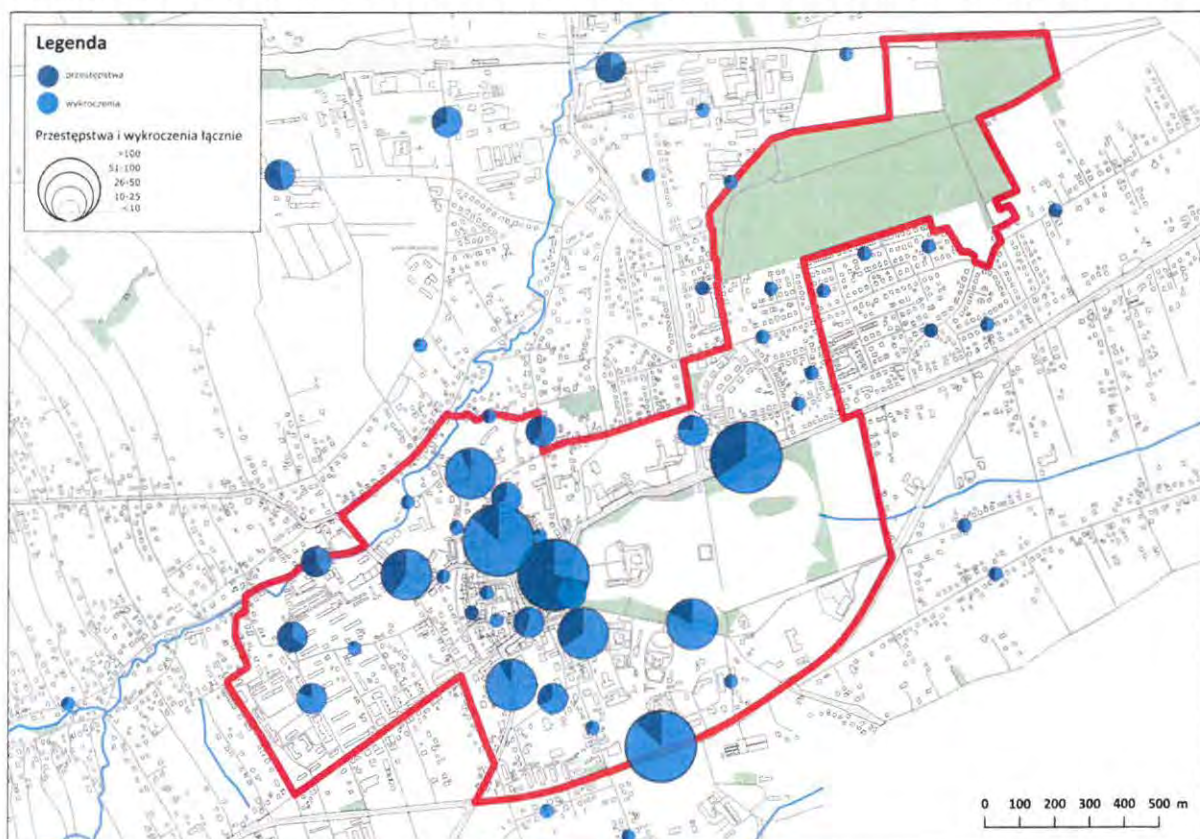 Legenda
przestępstwa
wykroczenia
Przestępstwa i wykroczenia łącznie
>100
51-100
26-50
10-25
<10
0 100 200 300 400 500 m